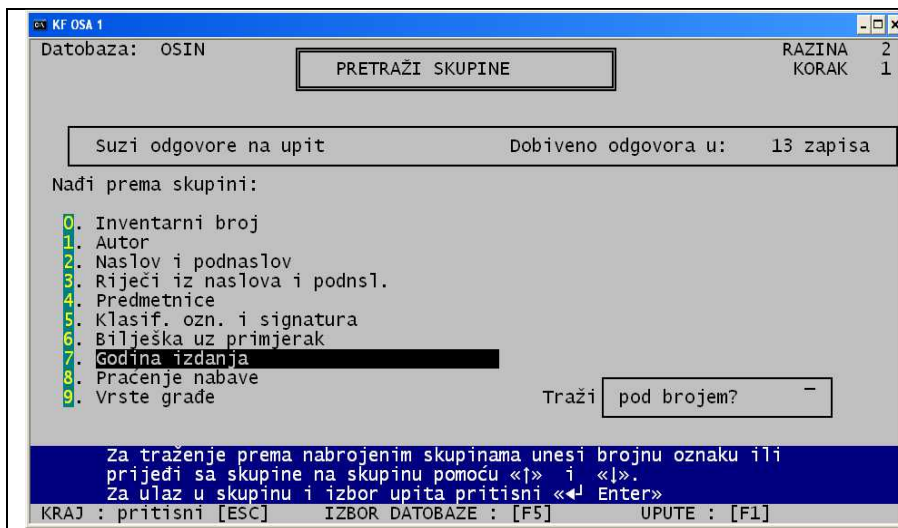 KF OSA 1
Datobaza: OSIN RAZINA 2
PRETRAŽI SKUPINE KORAK 1
Suzi odgovore na upit Dobiveno odgovora u: 13 zapisa
Nađi prema skupini:
0. Inventarni broj
1. Autor
2. Naslov i podnaslov
3. Riječi iz naslova i podnsl.
4. Predmetnice
5. Klasif. ozn. i signatura
6. Bilješka uz primjerak
7. Godina izdanja
8. Praćenje nabave
9. Vrste građe
Traži pod brojem? _
Za traženje prema nabrojenim skupinama unesi brojnu oznaku ili
prijeđi sa skupine na skupinu pomoću «↑» i «↓».
Za ulaz u skupinu i izbor upita pritisni «◄┘ Enter»
KRAJ : pritisni [ESC] IZBOR DATOBAZE : [F5] UPUTE : [F1]